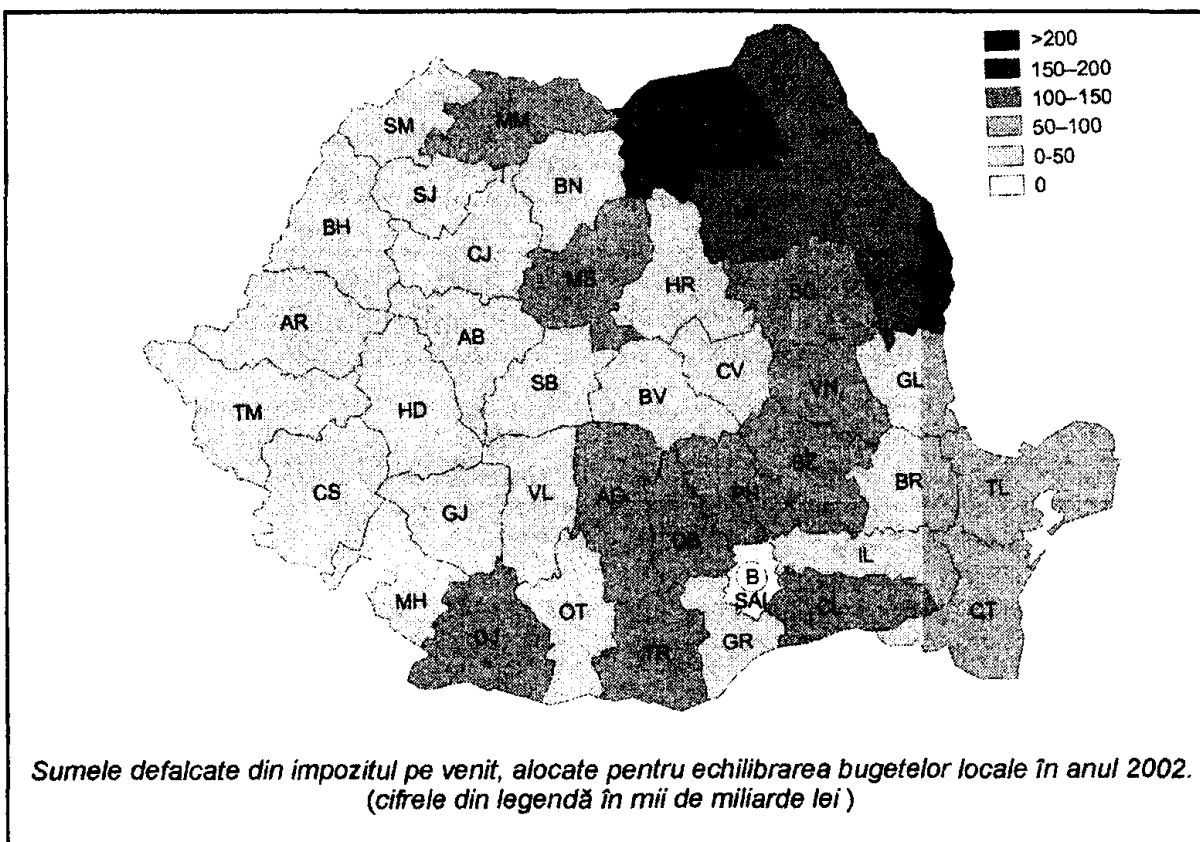 >200
150–200
100–150
50–100
0-50
0
SM
MM
SJ
BN
BH
CJ
MS
HR
BC
AR
AB
SB
CV
TM
HD
BV
VN
GL
CS
GJ
VL
AG
PH
BZ
BR
TL
DB
IL
B
MH
DJ
OT
SAI
CL
CT
GR
TR
Sumele defalcate din impozitul pe venit, alocate pentru echilibrarea bugetelor locale în anul 2002.
(cifrele din legendă în mii de miliarde lei )